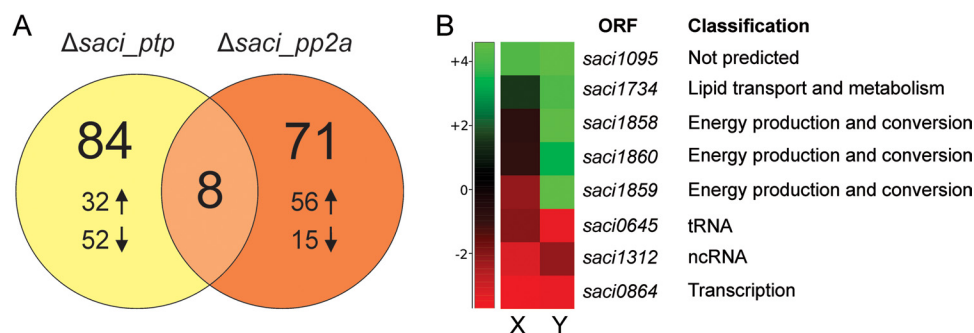 A
Δsaci_ptp
Δsaci_pp2a
84
8
71
32 ↑
52 ↓
56 ↑
15 ↓
B
ORF Classification
+4
+2
0
-2
saci1095 Not predicted
saci1734 Lipid transport and metabolism
saci1858 Energy production and conversion
saci1860 Energy production and conversion
saci1859 Energy production and conversion
saci0645 tRNA
saci1312 ncRNA
saci0864 Transcription
X Y